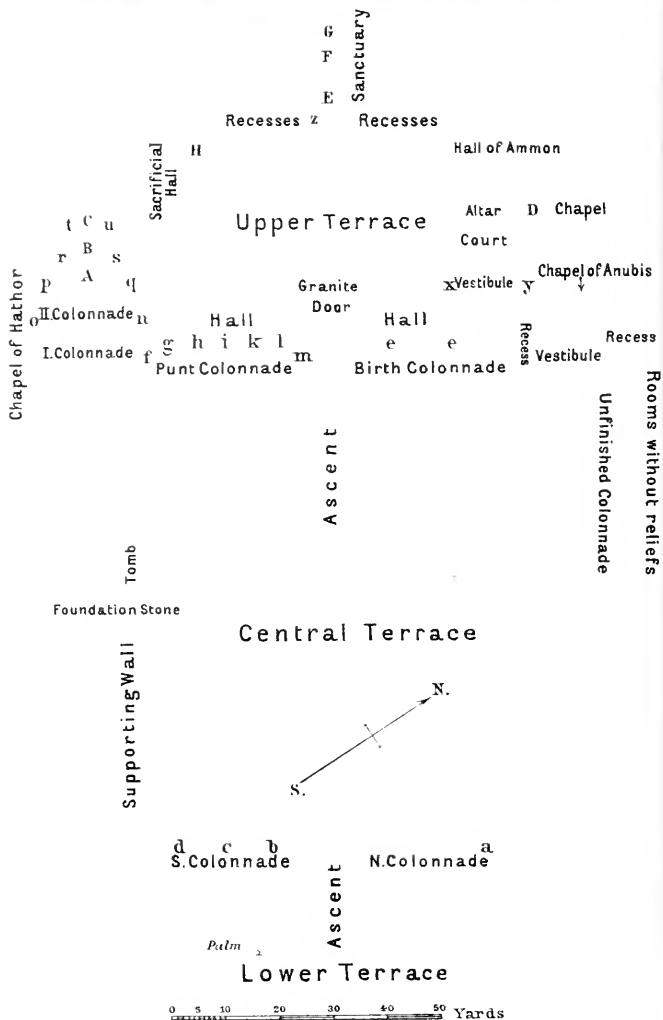 G
F
Sanctuary
E
Recesses z Recesses
H
Hall of Ammon
Sacrificial
Hall
t C u
Altar D Chapel
Upper Terrace
Court
r B s
A
p q
Chapel of Anubis
x Vestibule y
Granite
Door
Chapel of Hathor
o II. Colonnade n
Hall Hall
I. Colonnade f g h i k l m
e e
Recess
Vestibule
Recess
Punt Colonnade Birth Colonnade
Rooms without reliefs
Unfinished Colonnade
Ascent
Tomb
Foundation Stone
Central Terrace
Supporting Wall
N.
S.
d c b a
S. Colonnade N. Colonnade
Ascent
Palm
Lower Terrace
0 5 10 20 30 40 50 Yards